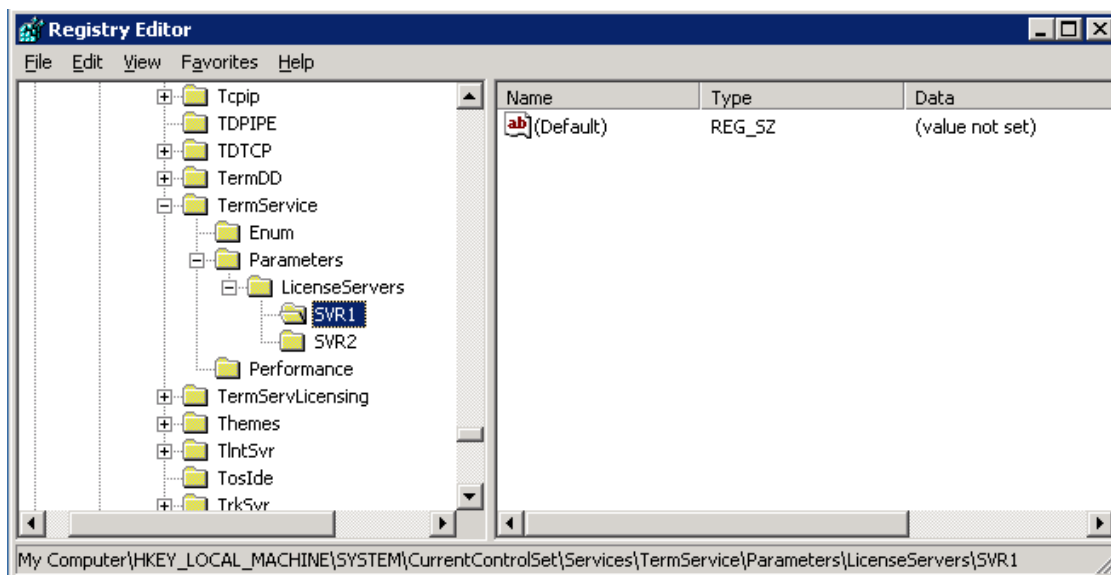 Registry Editor
File Edit View Favorites Help
Tcpip
TDPIPE
TDTCP
TermDD
TermService
Enum
Parameters
LicenseServers
SVR1
SVR2
Performance
TermServLicensing
Themes
TlntSvr
TosIde
TrkSvr
Name Type Data
ab (Default) REG_SZ (value not set)
My Computer\HKEY_LOCAL_MACHINE\SYSTEM\CurrentControlSet\Services\TermService\Parameters\LicenseServers\SVR1